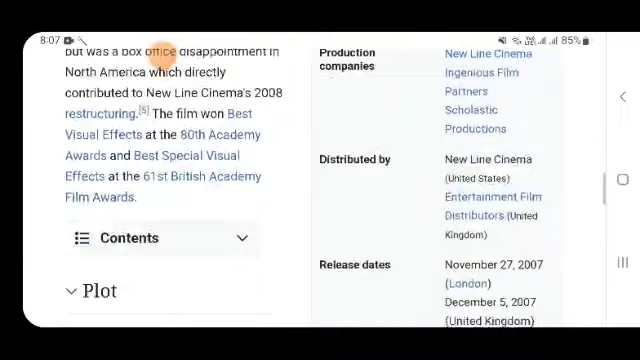 8:07
85%
but was a box office disappointment in
North America which directly
contributed to New Line Cinema's 2008
restructuring.[5] The film won Best
Visual Effects at the 80th Academy
Awards and Best Special Visual
Effects at the 61st British Academy
Film Awards.
Contents
Plot
Production
companies
New Line Cinema
Ingenious Film
Partners
Scholastic
Productions
Distributed by
New Line Cinema
(United States)
Entertainment Film
Distributors (United
Kingdom)
Release dates
November 27, 2007
(London)
December 5, 2007
(United Kingdom)